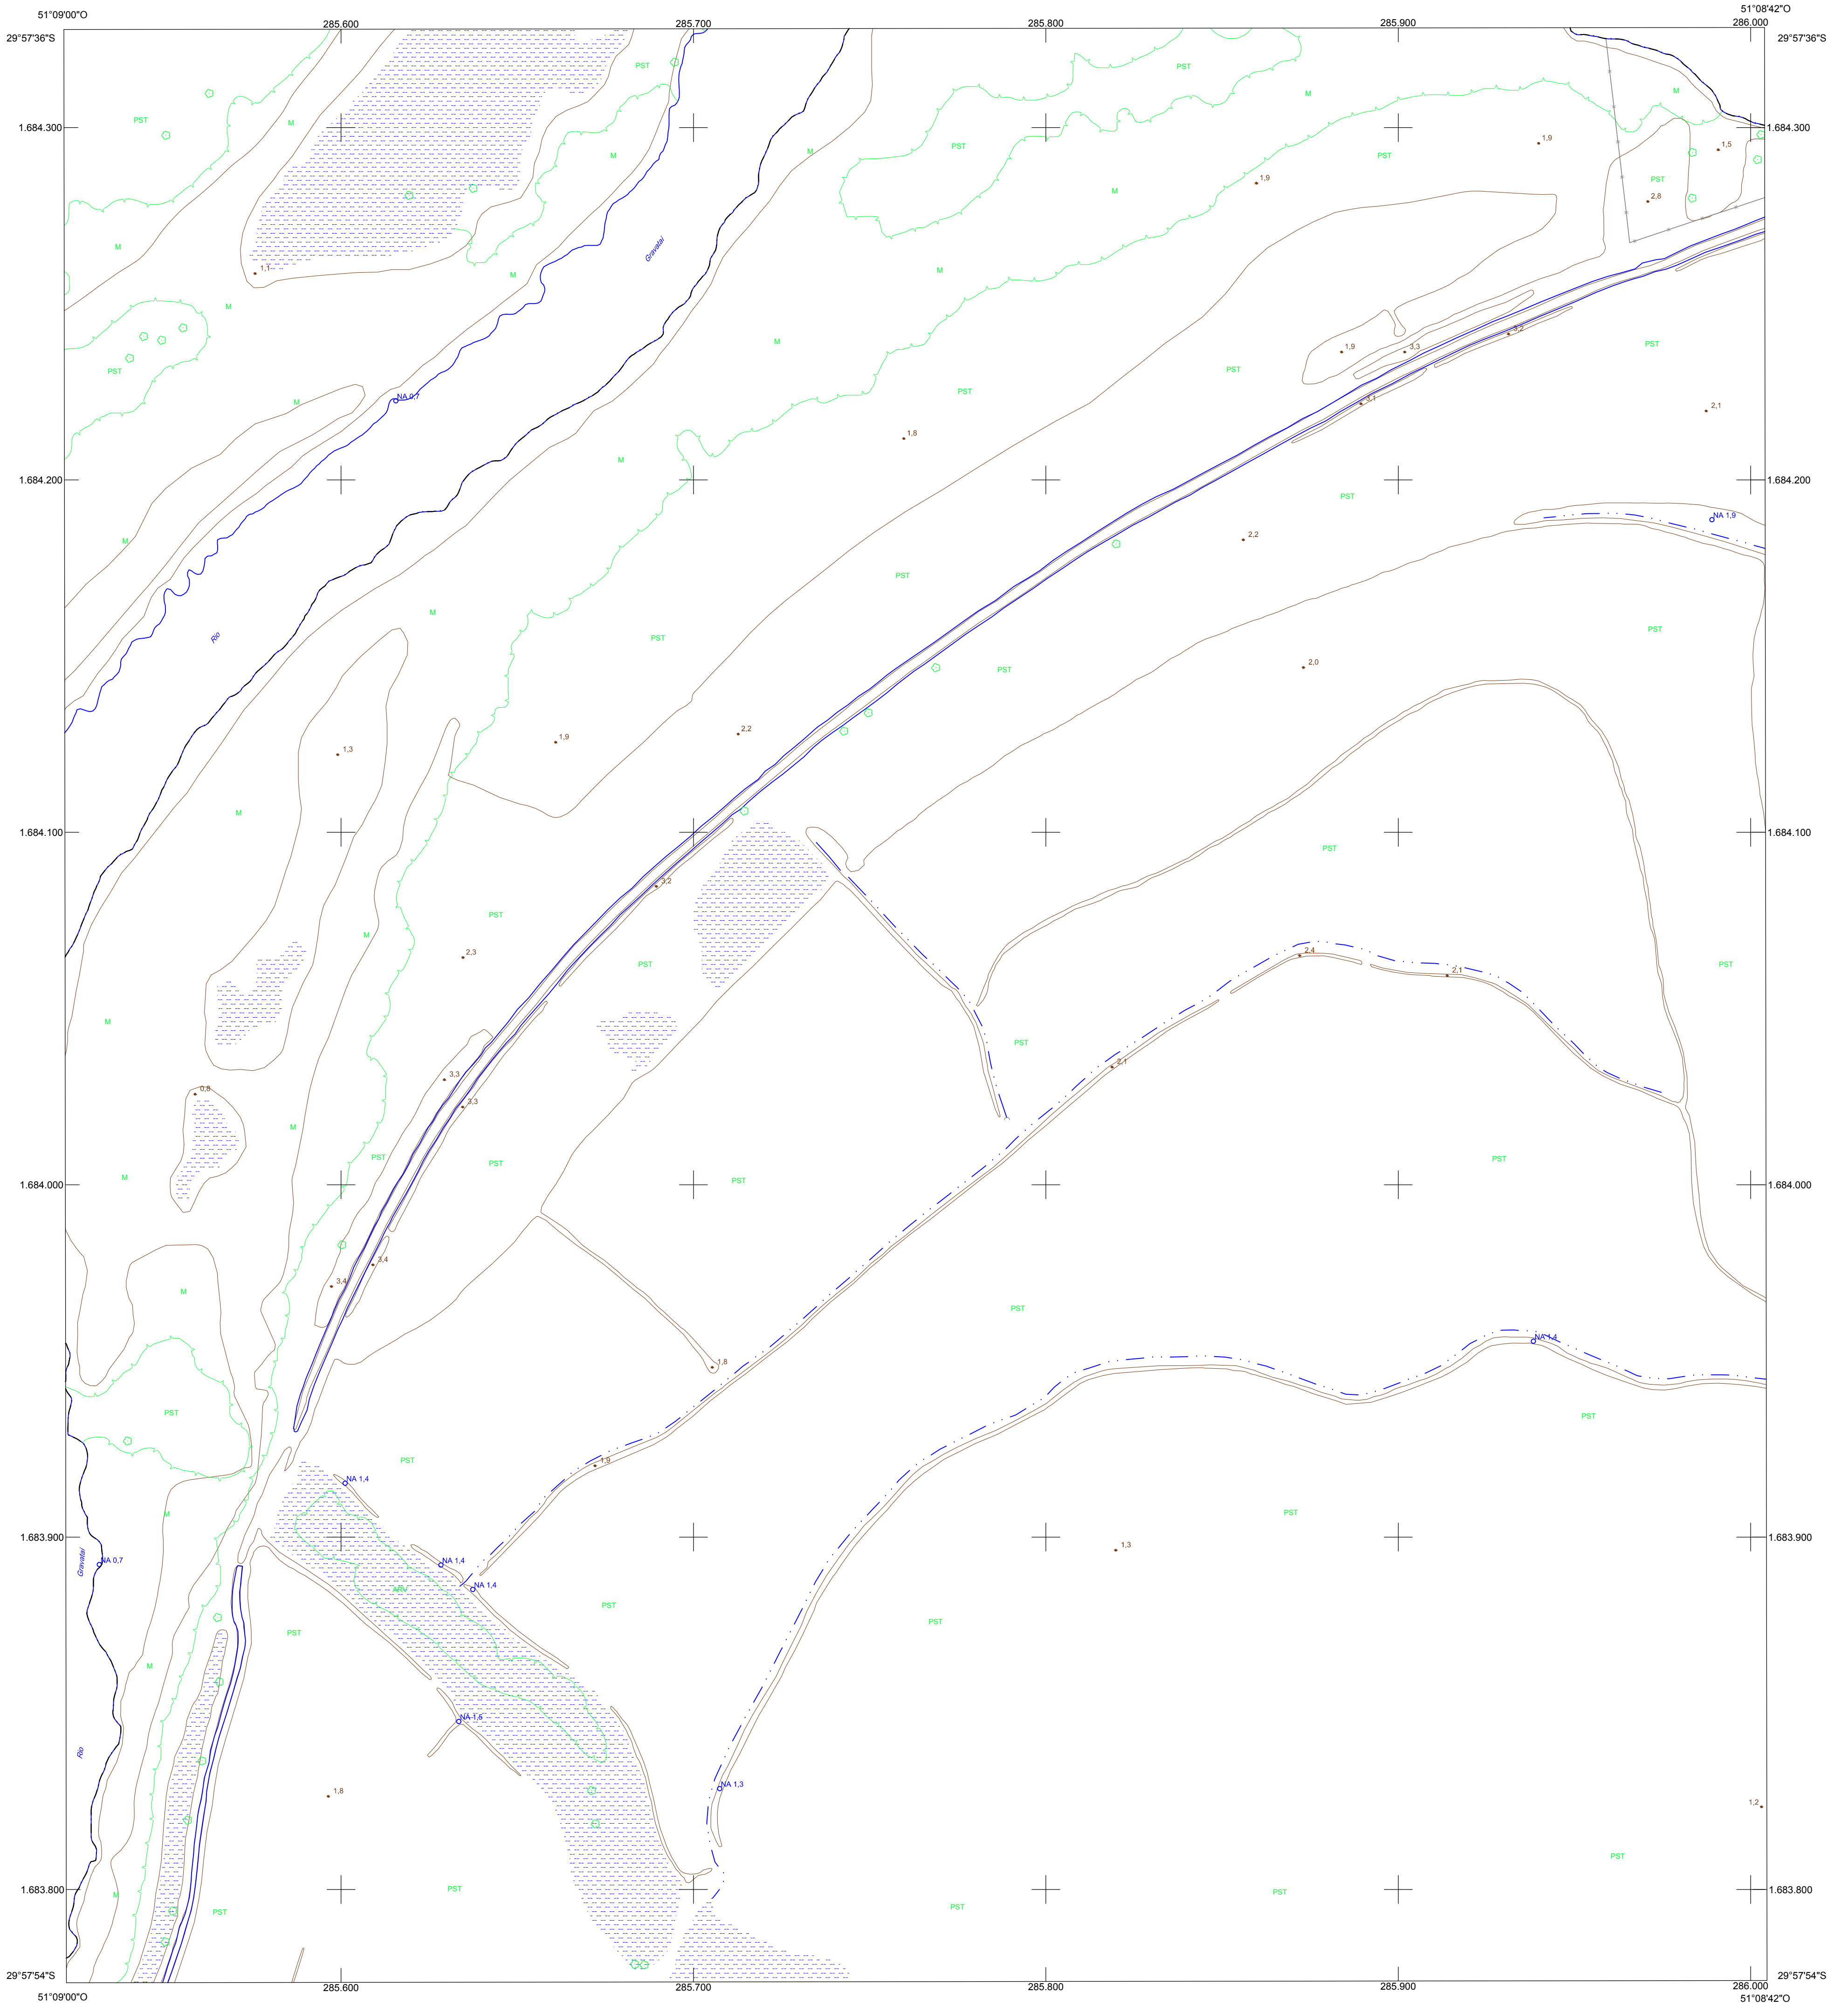 51°09'00"O
285.600
285.700
285.800
285.900
51°08'42"O
286.000
29°57'36"S
29°57'36"S
PST
PST
M
M
PST
M
1.684.300
1.684.300
M
M
PST
M
1,9
1,5
1,9
PST
M
2,8
M
Gravataí
M
1,1
M
M
M
PST
1,9
3,3
3,2
PST
PST
PST
M
NA 0,7
2,1
1,8
M
1.684.200
1.684.200
PST
NA 1,9
M
2,2
PST
M
Rio
PST
PST
PST
2,0
1,3
1,9
2,2
M
1.684.100
1.684.100
PST
3,2
PST
M
2,3
PST
2,4
2,1
PST
M
PST
3,3
2,1
0,8
3,3
M
PST
PST
PST
PST
M
1.684.000
1.684.000
3,4
3,4
M
PST
NA 1,4
1,8
PST
PST
PST
1,9
NA 1,4
M
PST
1.683.900
1.683.900
1,3
Gravataí
NA 0,7
NA 1,4
NA 1,4
PST
PST
PST
M
Rio
NA 1,3
1,8
1,2
PST
1.683.800
1.683.800
PST
M
PST
PST
PST
29°57'54"S
29°57'54"S
51°09'00"O
285.600
285.700
285.800
285.900
286.000
51°08'42"O